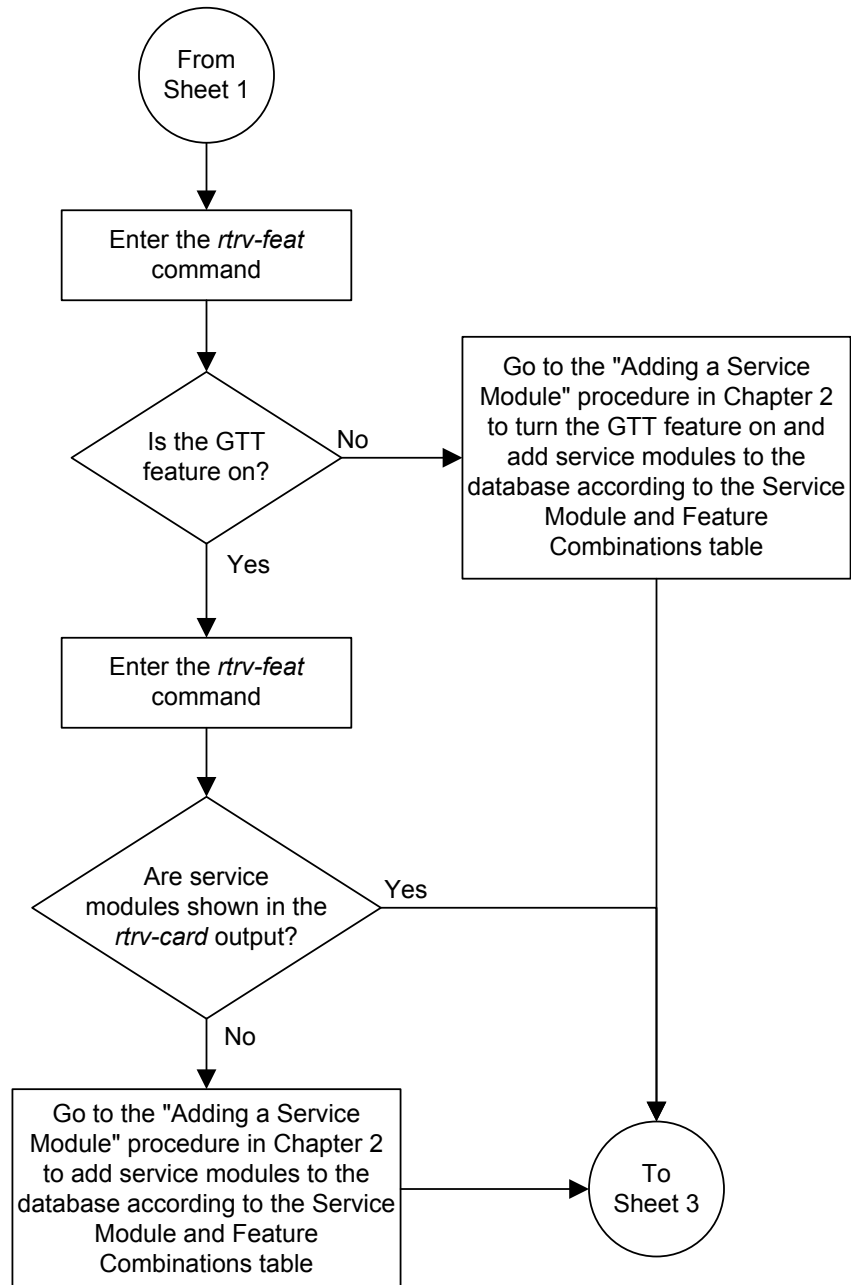 From
Sheet 1
Enter the rtrv-feat
command
Is the GTT
feature on?
No
Go to the "Adding a Service
Module" procedure in Chapter 2
to turn the GTT feature on and
add service modules to the
database according to the Service
Module and Feature
Combinations table
Yes
Enter the rtrv-feat
command
Are service
modules shown in the
rtrv-card output?
Yes
No
Go to the "Adding a Service
Module" procedure in Chapter 2
to add service modules to the
database according to the Service
Module and Feature
Combinations table
To
Sheet 3